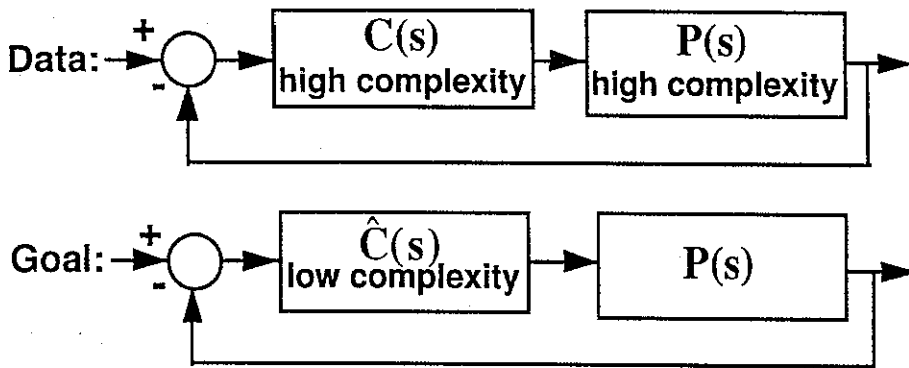 Data:
+
-
C(s)
high complexity
P(s)
high complexity
Goal:
+
-
Ĉ(s)
low complexity
P(s)